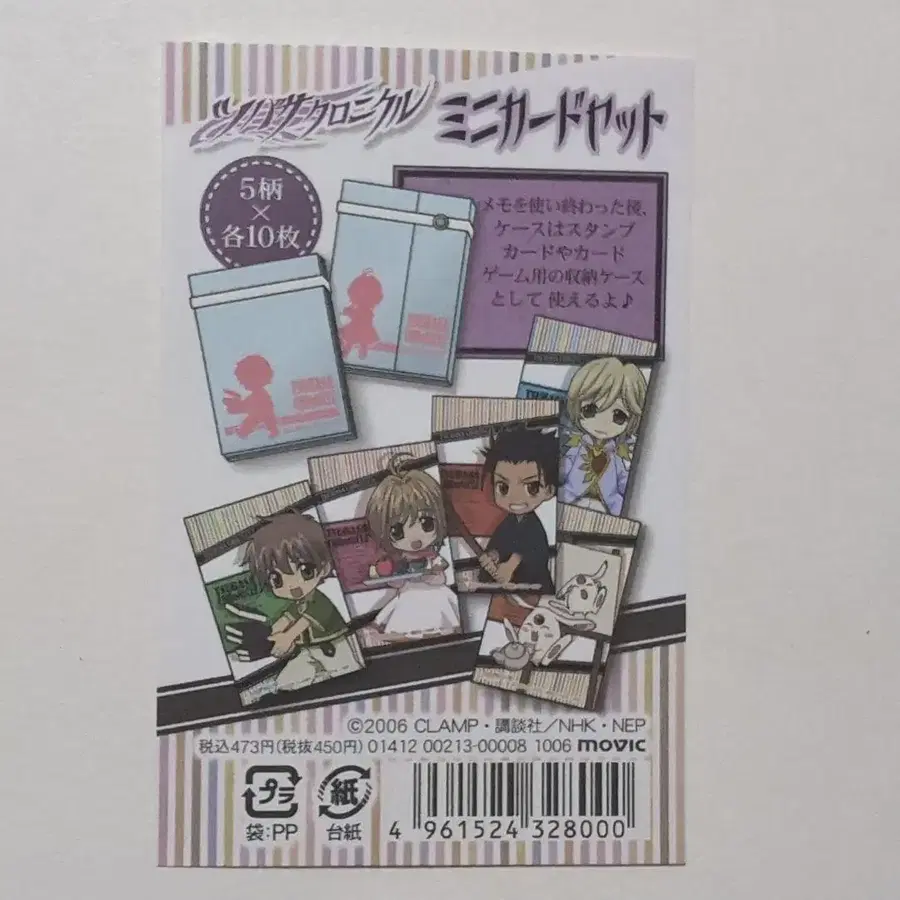 ツバサクロニクル
ミニカードセット
5柄
×
各10枚
メモを使い終わった後、
ケースはスタンプ
カードやカード
ゲーム用の収納ケース
として使えるよ♪
©2006 CLAMP・講談社／NHK・NEP
税込473円(税抜450円) 01412 00213-00008 1006 movic
プラ
袋:PP
紙
台紙
4 961524 328000